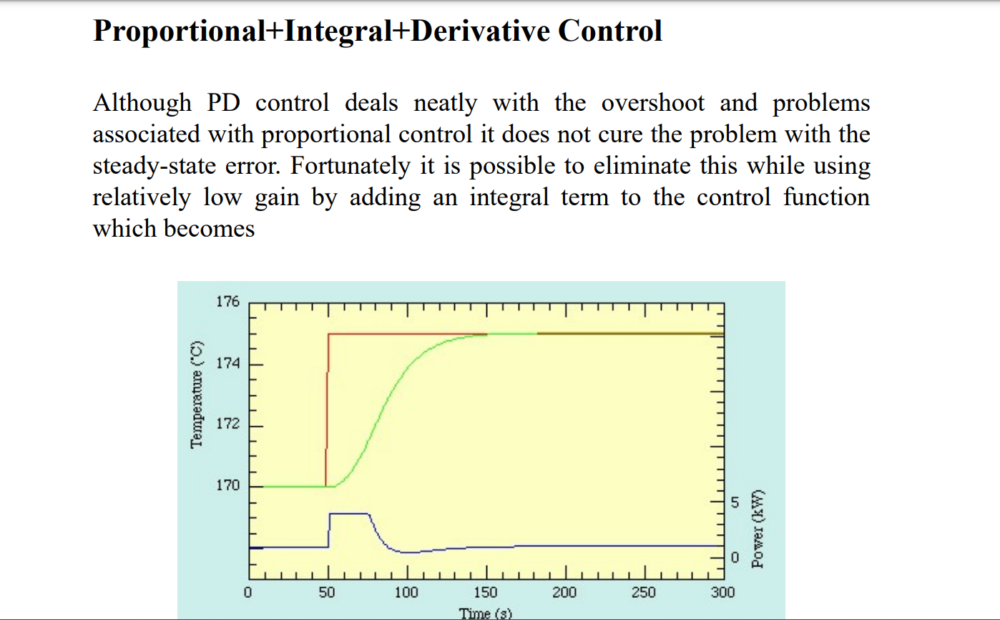 Proportional+Integral+Derivative Control
Although PD control deals neatly with the overshoot and problems
associated with proportional control it does not cure the problem with the
steady-state error. Fortunately it is possible to eliminate this while using
relatively low gain by adding an integral term to the control function
which becomes
176
174
172
170
Temperature (°C)
5
0
Power (kW)
0 50 100 150 200 250 300
Time (s)